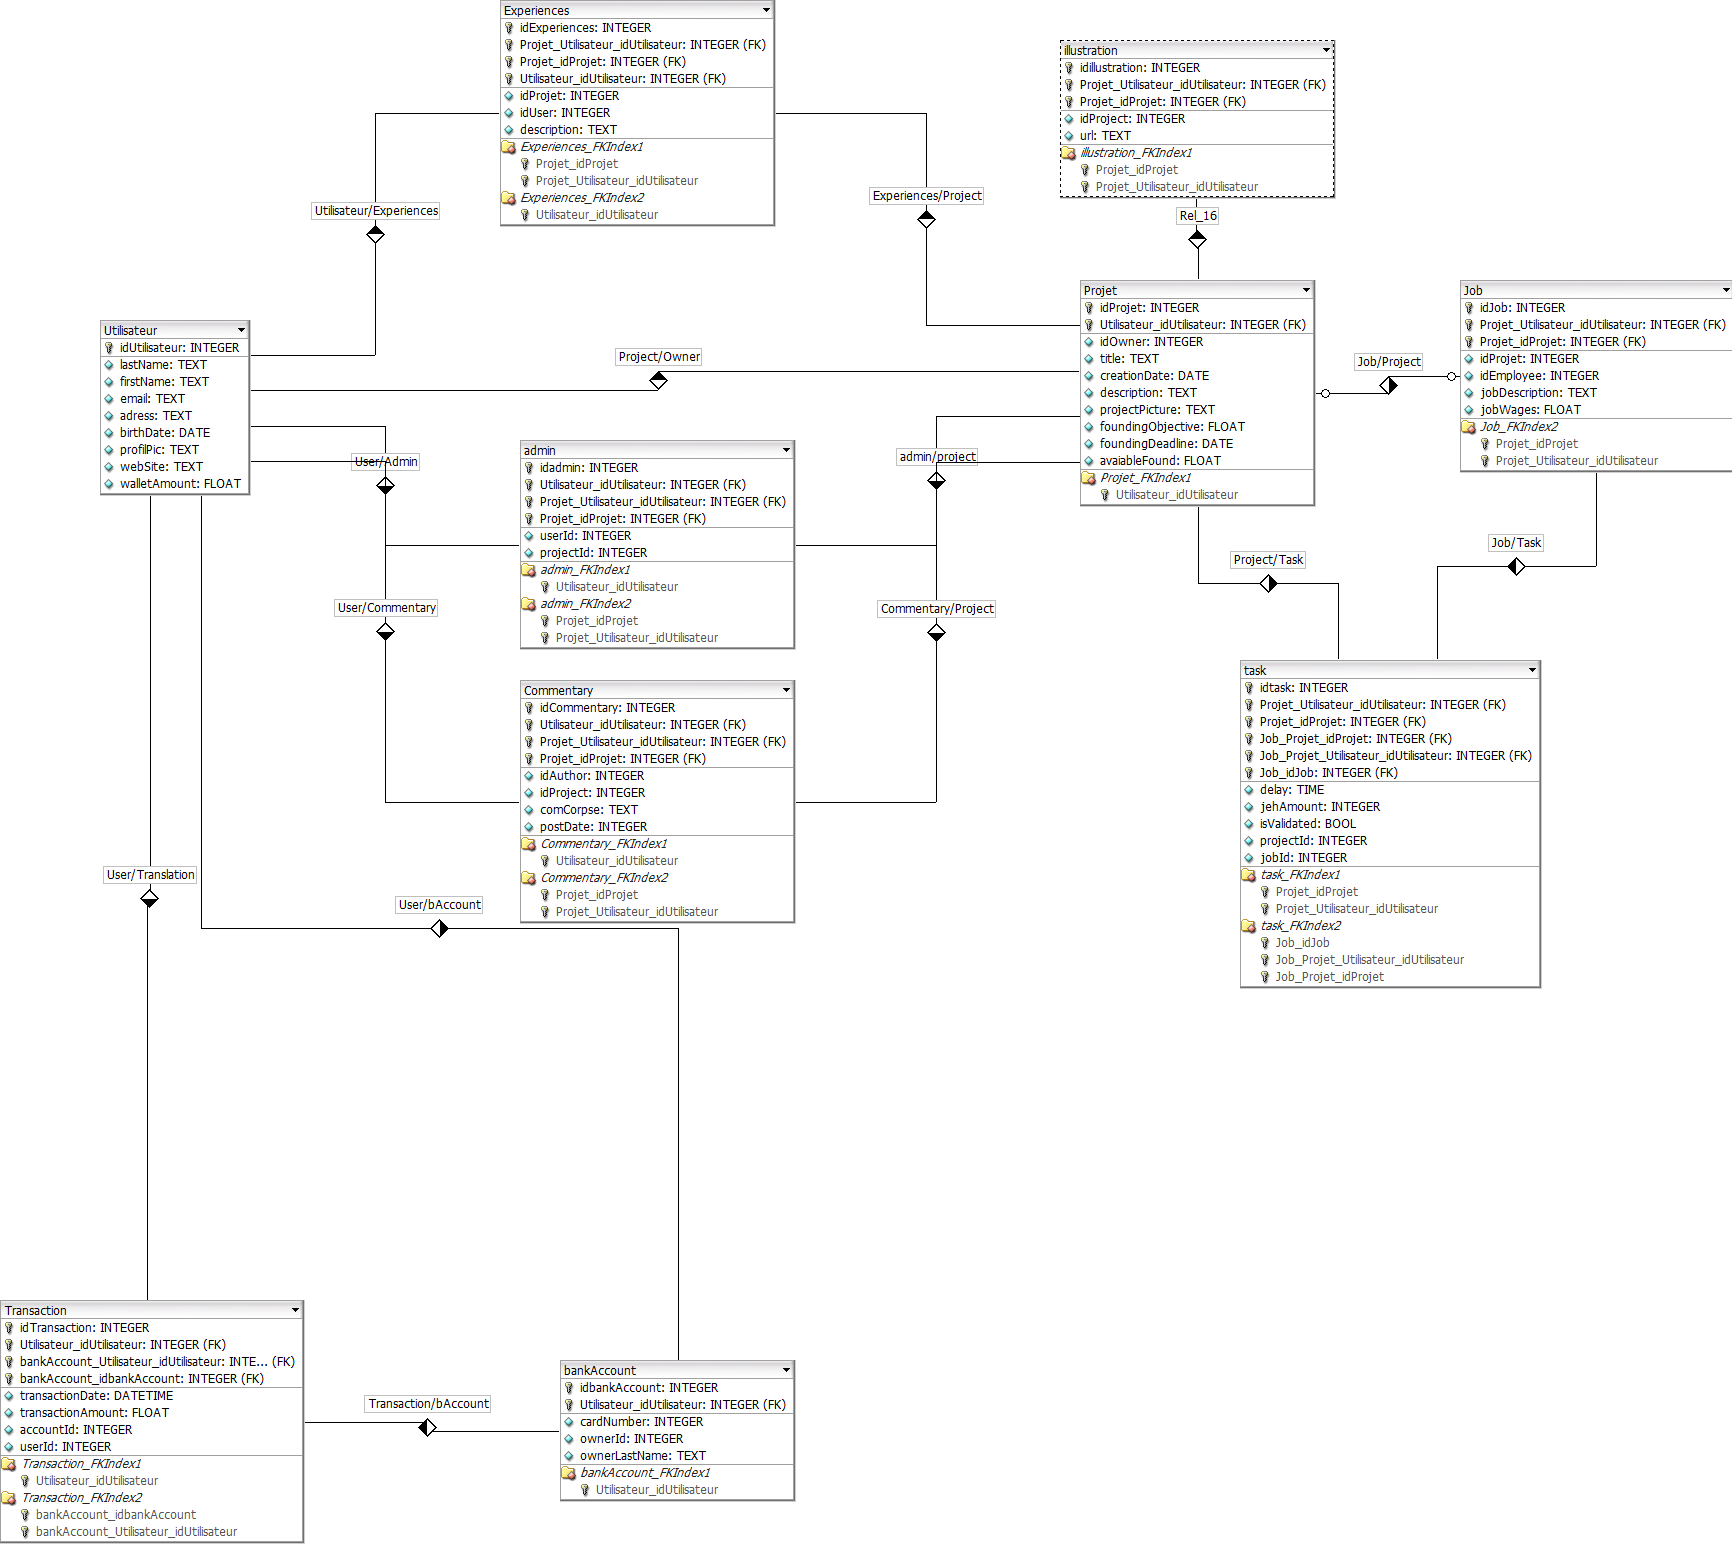 Experiences
idExperiences: INTEGER
Projet_Utilisateur_idUtilisateur: INTEGER (FK)
Projet_idProjet: INTEGER (FK)
Utilisateur_idUtilisateur: INTEGER (FK)
idProjet: INTEGER
idUser: INTEGER
description: TEXT
Experiences_FKIndex1
Projet_idProjet
Projet_Utilisateur_idUtilisateur
Experiences_FKIndex2
Utilisateur_idUtilisateur
illustration
idillustration: INTEGER
Projet_Utilisateur_idUtilisateur: INTEGER (FK)
Projet_idProjet: INTEGER (FK)
idProject: INTEGER
url: TEXT
illustration_FKIndex1
Projet_idProjet
Projet_Utilisateur_idUtilisateur
Utilisateur/Experiences
Experiences/Project
Rel_16
Utilisateur
idUtilisateur: INTEGER
lastName: TEXT
firstName: TEXT
email: TEXT
adress: TEXT
birthDate: DATE
profilPic: TEXT
webSite: TEXT
walletAmount: FLOAT
Project/Owner
Projet
idProjet: INTEGER
Utilisateur_idUtilisateur: INTEGER (FK)
idOwner: INTEGER
title: TEXT
creationDate: DATE
description: TEXT
projectPicture: TEXT
foundingObjective: FLOAT
foundingDeadline: DATE
avaiableFound: FLOAT
Projet_FKIndex1
Utilisateur_idUtilisateur
Job/Project
Job
idJob: INTEGER
Projet_Utilisateur_idUtilisateur: INTEGER (FK)
Projet_idProjet: INTEGER (FK)
idProjet: INTEGER
idEmployee: INTEGER
jobDescription: TEXT
jobWages: FLOAT
Job_FKIndex2
Projet_idProjet
Projet_Utilisateur_idUtilisateur
User/Admin
admin
idadmin: INTEGER
Utilisateur_idUtilisateur: INTEGER (FK)
Projet_Utilisateur_idUtilisateur: INTEGER (FK)
Projet_idProjet: INTEGER (FK)
userId: INTEGER
projectId: INTEGER
admin_FKIndex1
Utilisateur_idUtilisateur
admin_FKIndex2
Projet_idProjet
Projet_Utilisateur_idUtilisateur
admin/project
Project/Task
Job/Task
User/Commentary
Commentary/Project
Commentary
idCommentary: INTEGER
Utilisateur_idUtilisateur: INTEGER (FK)
Projet_Utilisateur_idUtilisateur: INTEGER (FK)
Projet_idProjet: INTEGER (FK)
idAuthor: INTEGER
idProject: INTEGER
comCorpse: TEXT
postDate: INTEGER
Commentary_FKIndex1
Utilisateur_idUtilisateur
Commentary_FKIndex2
Projet_idProjet
Projet_Utilisateur_idUtilisateur
task
idtask: INTEGER
Projet_Utilisateur_idUtilisateur: INTEGER (FK)
Projet_idProjet: INTEGER (FK)
Job_Projet_idProjet: INTEGER (FK)
Job_Projet_Utilisateur_idUtilisateur: INTEGER (FK)
Job_idJob: INTEGER (FK)
delay: TIME
jehAmount: INTEGER
isValidated: BOOL
projectId: INTEGER
jobId: INTEGER
task_FKIndex1
Projet_idProjet
Projet_Utilisateur_idUtilisateur
task_FKIndex2
Job_idJob
Job_Projet_Utilisateur_idUtilisateur
Job_Projet_idProjet
User/Translation
User/bAccount
Transaction
idTransaction: INTEGER
Utilisateur_idUtilisateur: INTEGER (FK)
bankAccount_Utilisateur_idUtilisateur: INTE... (FK)
bankAccount_idbankAccount: INTEGER (FK)
transactionDate: DATETIME
transactionAmount: FLOAT
accountId: INTEGER
userId: INTEGER
Transaction_FKIndex1
Utilisateur_idUtilisateur
Transaction_FKIndex2
bankAccount_idbankAccount
bankAccount_Utilisateur_idUtilisateur
Transaction/bAccount
bankAccount
idbankAccount: INTEGER
Utilisateur_idUtilisateur: INTEGER (FK)
cardNumber: INTEGER
ownerId: INTEGER
ownerLastName: TEXT
bankAccount_FKIndex1
Utilisateur_idUtilisateur